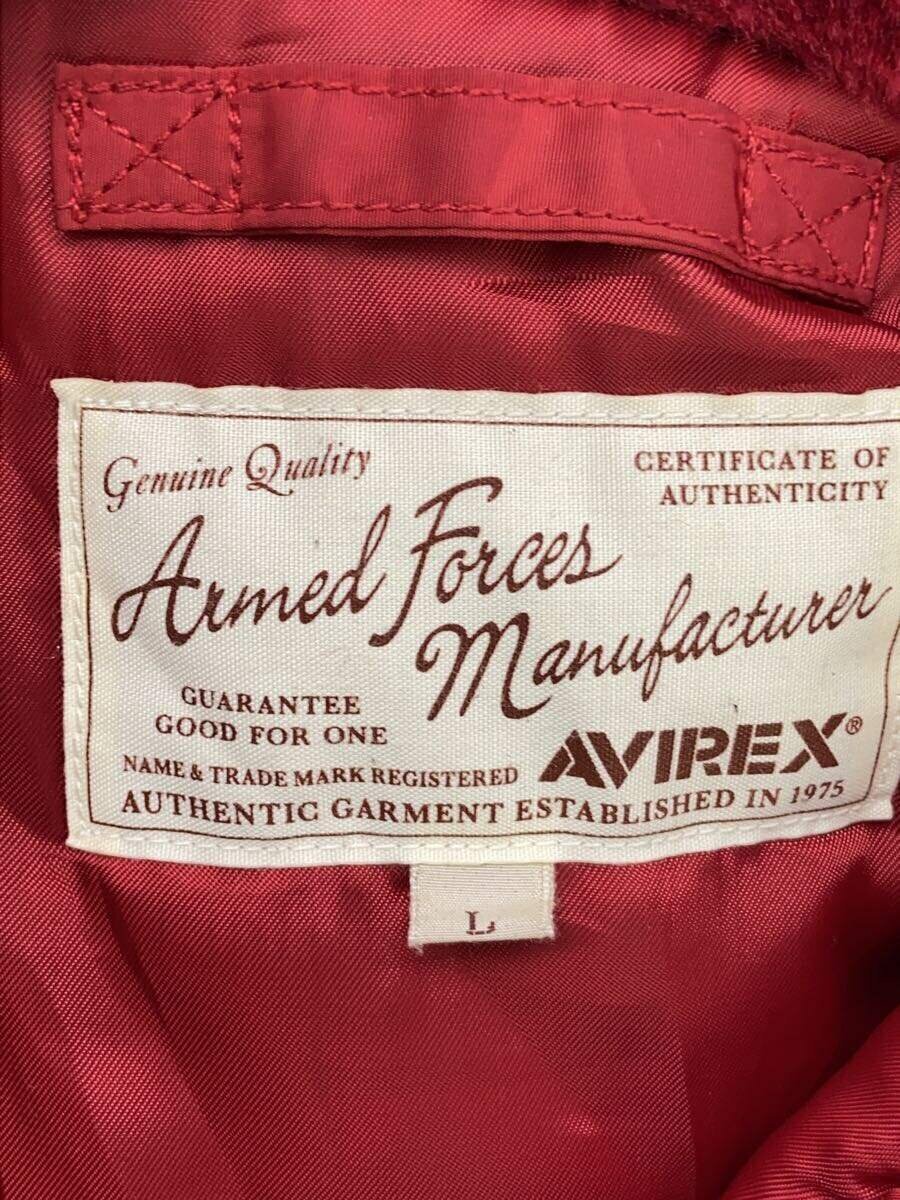 Genuine Quality
CERTIFICATE OF
AUTHENTICITY
Armed Forces
Manufacturer
GUARANTEE
GOOD FOR ONE
NAME & TRADE MARK REGISTERED
AVIREX®
AUTHENTIC GARMENT ESTABLISHED IN 1975
L